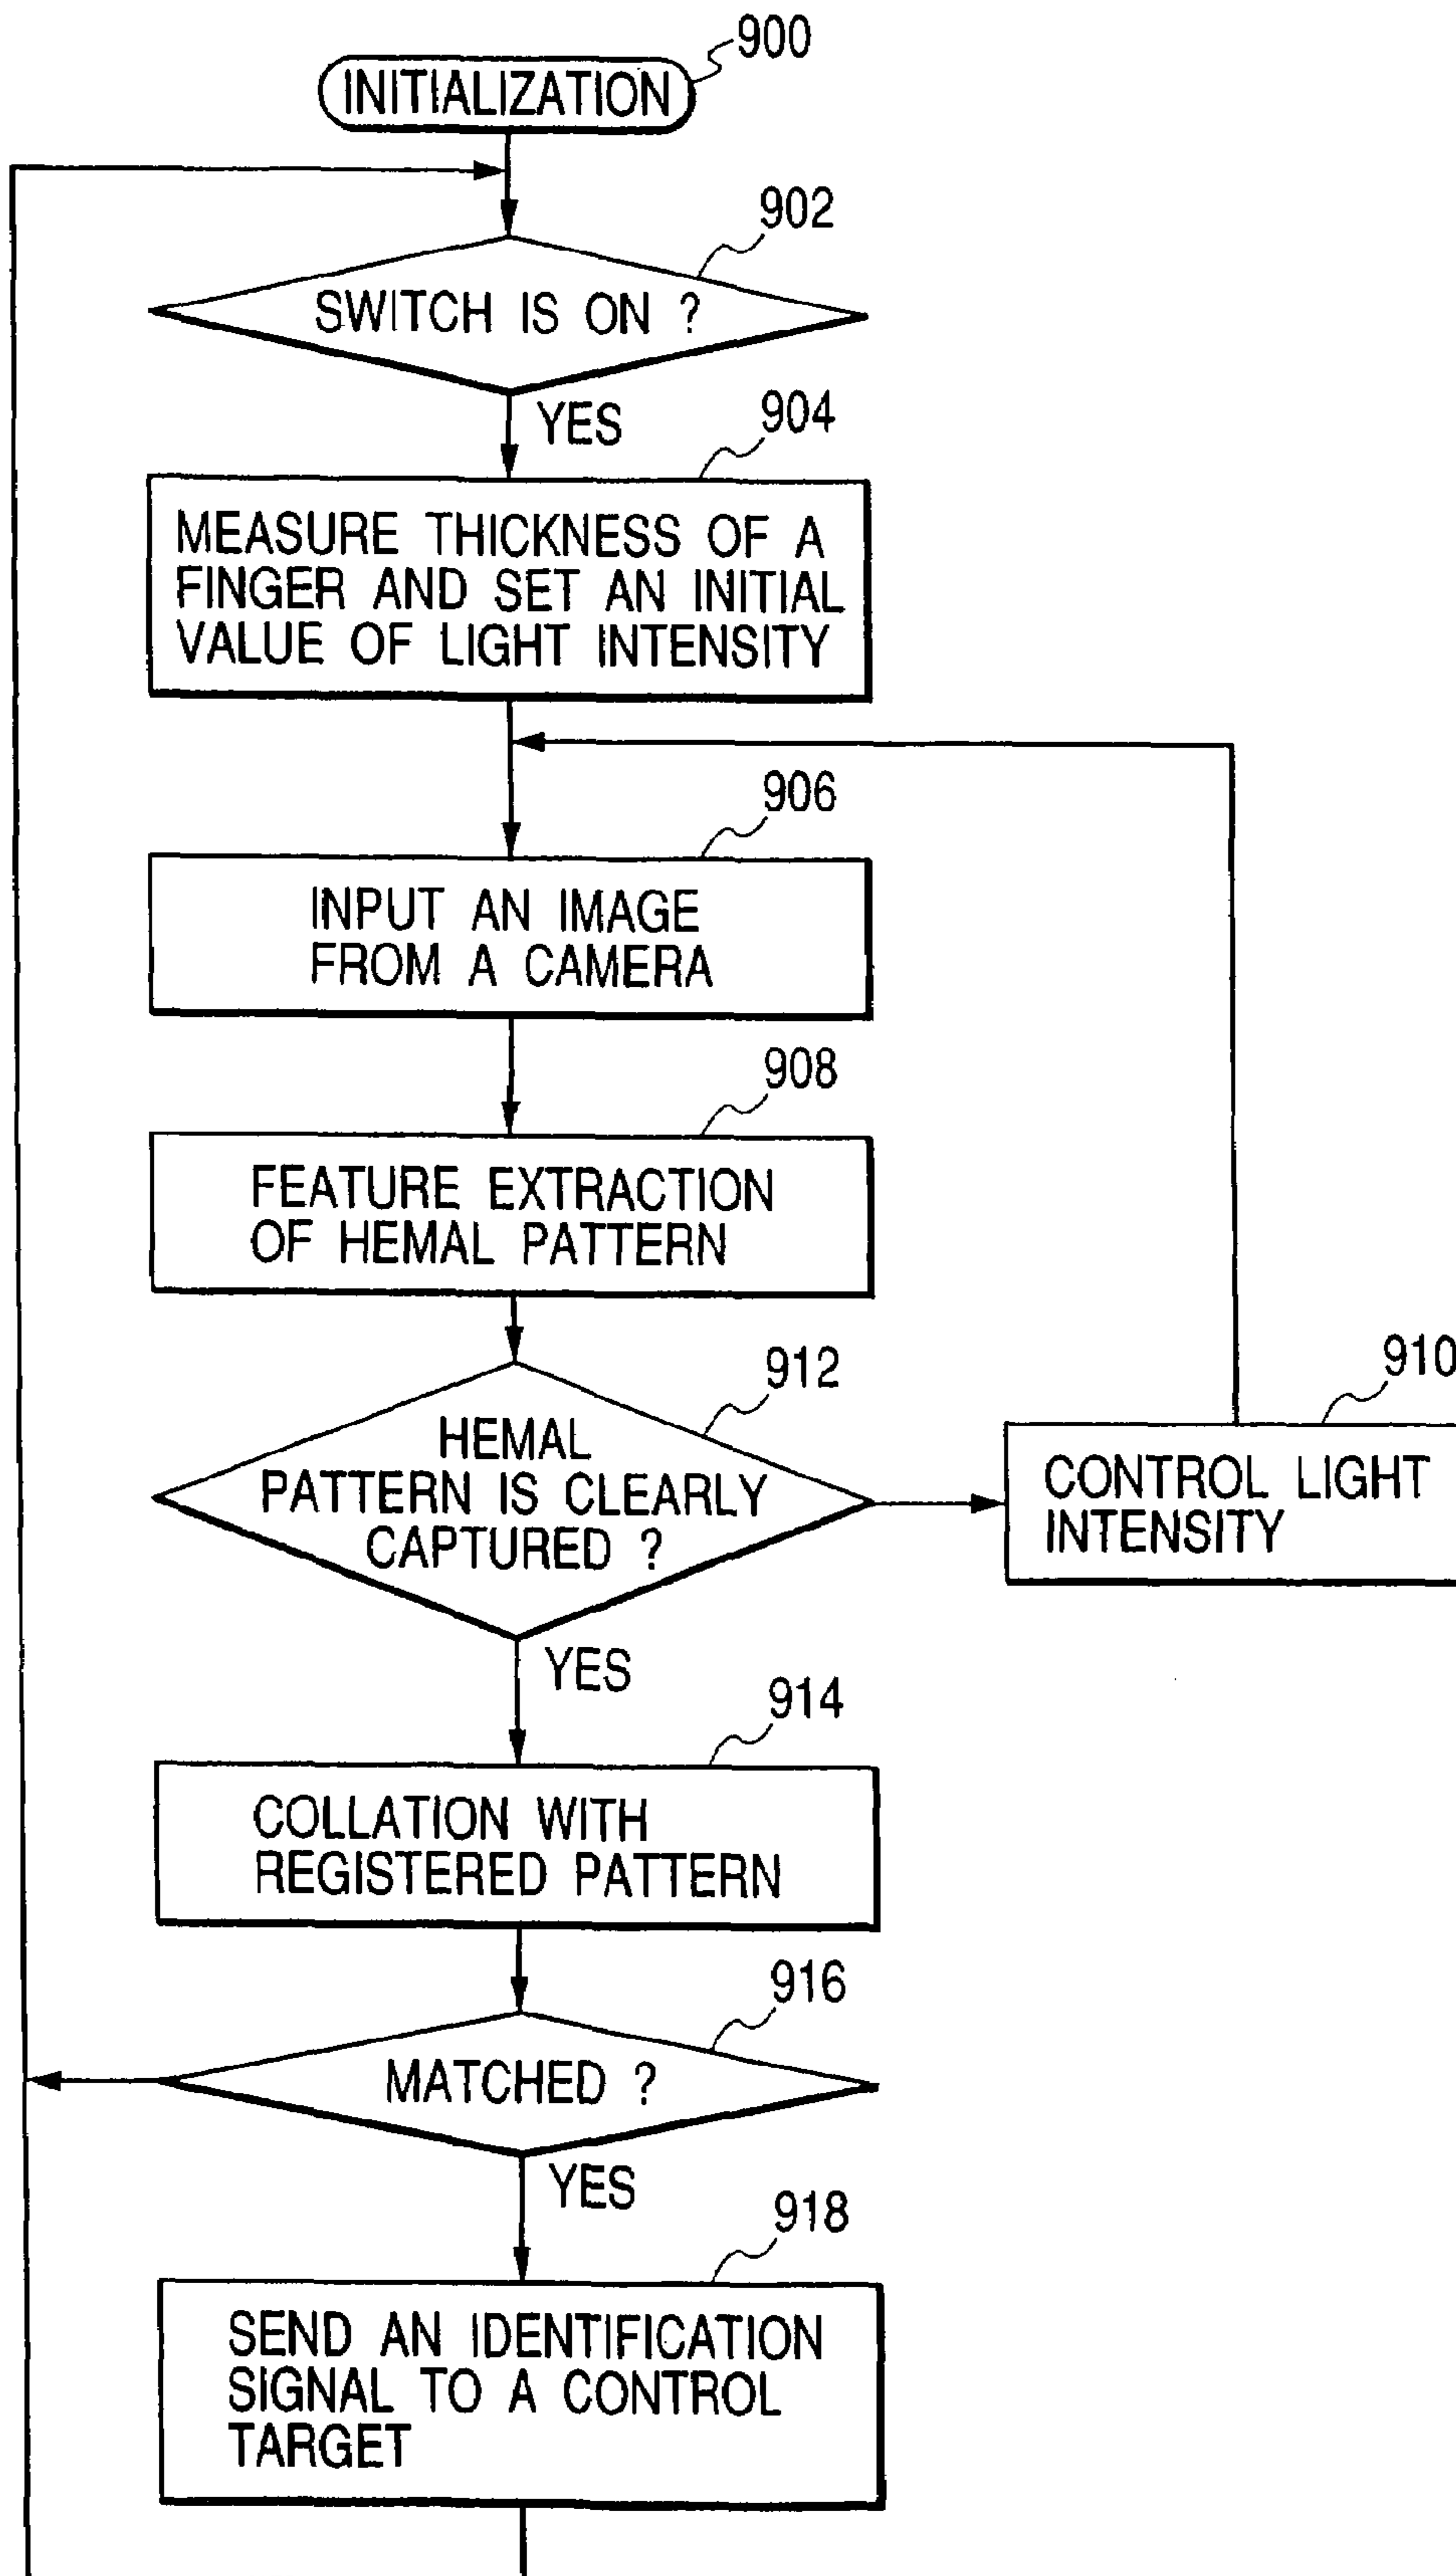 900
INITIALIZATION
902
SWITCH IS ON ?
YES
904
MEASURE THICKNESS OF A
FINGER AND SET AN INITIAL
VALUE OF LIGHT INTENSITY
906
INPUT AN IMAGE
FROM A CAMERA
908
FEATURE EXTRACTION
OF HEMAL PATTERN
912
HEMAL
PATTERN IS CLEARLY
CAPTURED ?
910
CONTROL LIGHT
INTENSITY
YES
914
COLLATION WITH
REGISTERED PATTERN
916
MATCHED ?
YES
918
SEND AN IDENTIFICATION
SIGNAL TO A CONTROL
TARGET